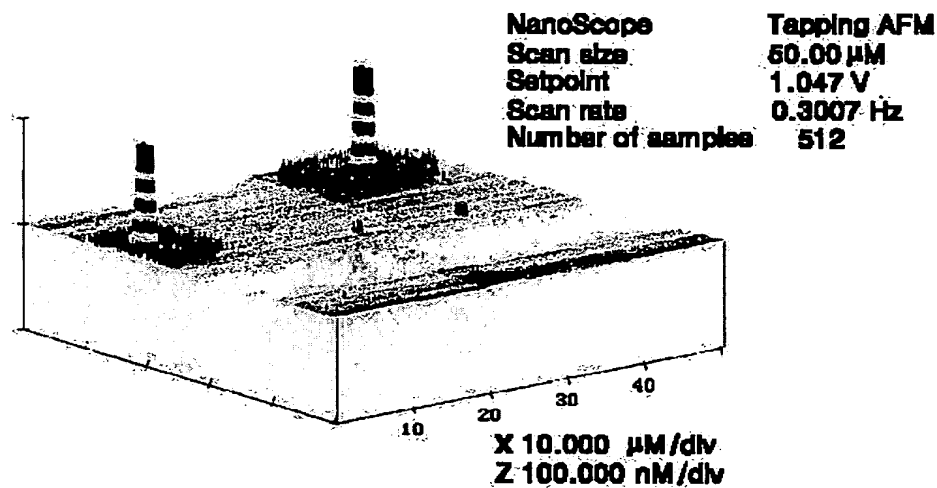 NanoScope Tapping AFM
Scan size 50.00 µM
Setpoint 1.047 V
Scan rate 0.3007 Hz
Number of samples 512
10 20 30 40
X 10.000 µM/div
Z 100.000 nM/div